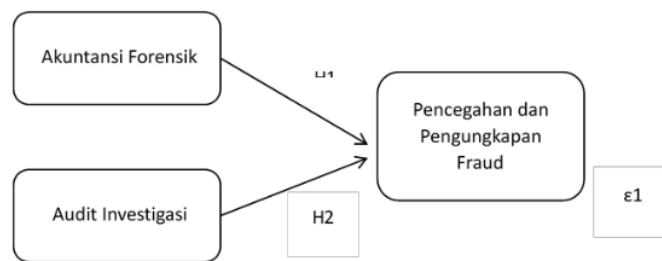 Akuntansi Forensik
Pencegahan dan
Pengungkapan
Fraud
Audit Investigasi
H2
ε1